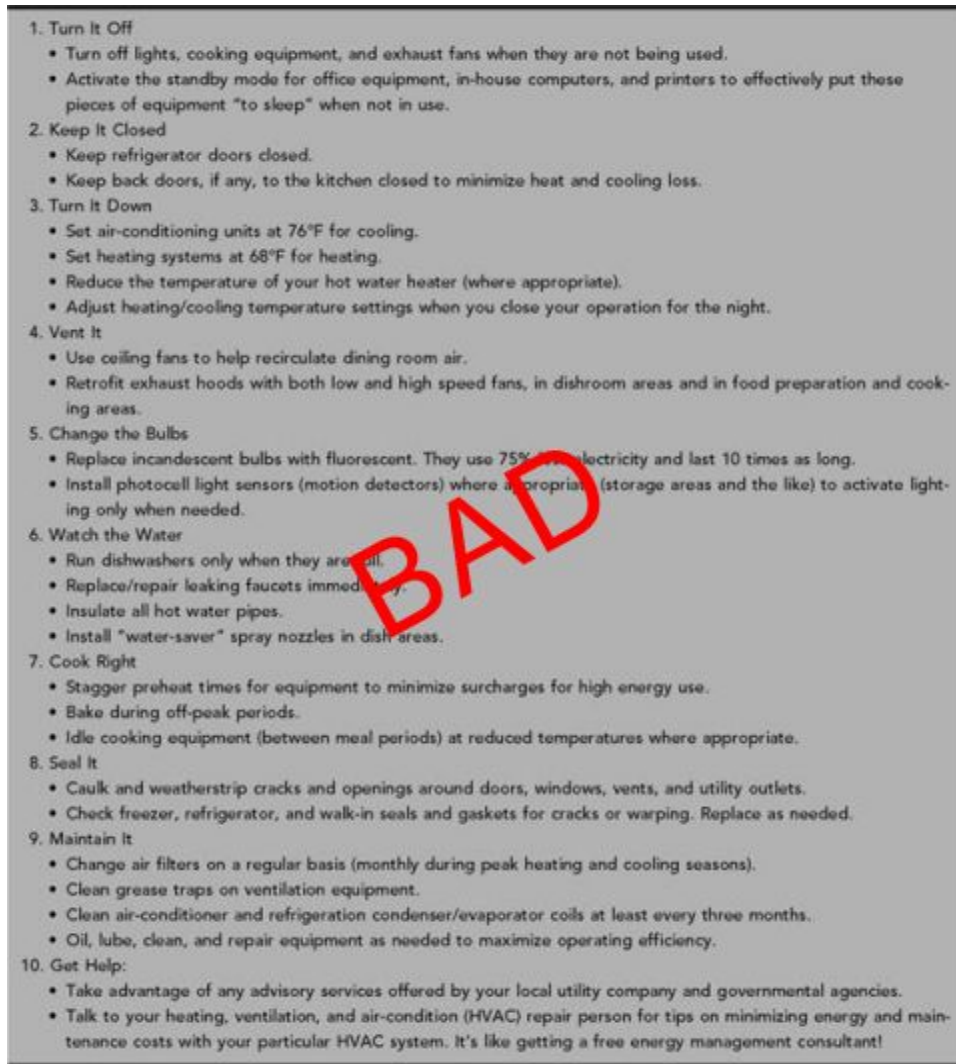 1. Turn It Off
• Turn off lights, cooking equipment, and exhaust fans when they are not being used.
• Activate the standby mode for office equipment, in-house computers, and printers to effectively put these
pieces of equipment "to sleep" when not in use.
2. Keep It Closed
• Keep refrigerator doors closed.
• Keep back doors, if any, to the kitchen closed to minimize heat and cooling loss.
3. Turn It Down
• Set air-conditioning units at 76°F for cooling.
• Set heating systems at 68°F for heating.
• Reduce the temperature of your hot water heater (where appropriate).
• Adjust heating/cooling temperature settings when you close your operation for the night.
4. Vent It
• Use ceiling fans to help recirculate dining room air.
• Retrofit exhaust hoods with both low and high speed fans, in dishroom areas and in food preparation and cook-
ing areas.
5. Change the Bulbs
• Replace incandescent bulbs with fluorescent. They use 75% electricity and last 10 times as long.
• Install photocell light sensors (motion detectors) where appropriate (storage areas and the like) to activate light-
ing only when needed.
6. Watch the Water
• Run dishwashers only when they are
• Replace/repair leaking faucets immediately.
• Insulate all hot water pipes.
• Install "water-saver" spray nozzles in dish areas.
BAD
7. Cook Right
• Stagger preheat times for equipment to minimize surcharges for high energy use.
• Bake during off-peak periods.
• Idle cooking equipment (between meal periods) at reduced temperatures where appropriate.
8. Seal It
• Caulk and weatherstrip cracks and openings around doors, windows, vents, and utility outlets.
• Check freezer, refrigerator, and walk-in seals and gaskets for cracks or warping. Replace as needed.
9. Maintain It
• Change air filters on a regular basis (monthly during peak heating and cooling seasons).
• Clean grease traps on ventilation equipment.
• Clean air-conditioner and refrigeration condenser/evaporator coils at least every three months.
• Oil, lube, clean, and repair equipment as needed to maximize operating efficiency.
10. Get Help:
• Take advantage of any advisory services offered by your local utility company and governmental agencies.
• Talk to your heating, ventilation, and air-condition (HVAC) repair person for tips on minimizing energy and main-
tenance costs with your particular HVAC system. It's like getting a free energy management consultant!